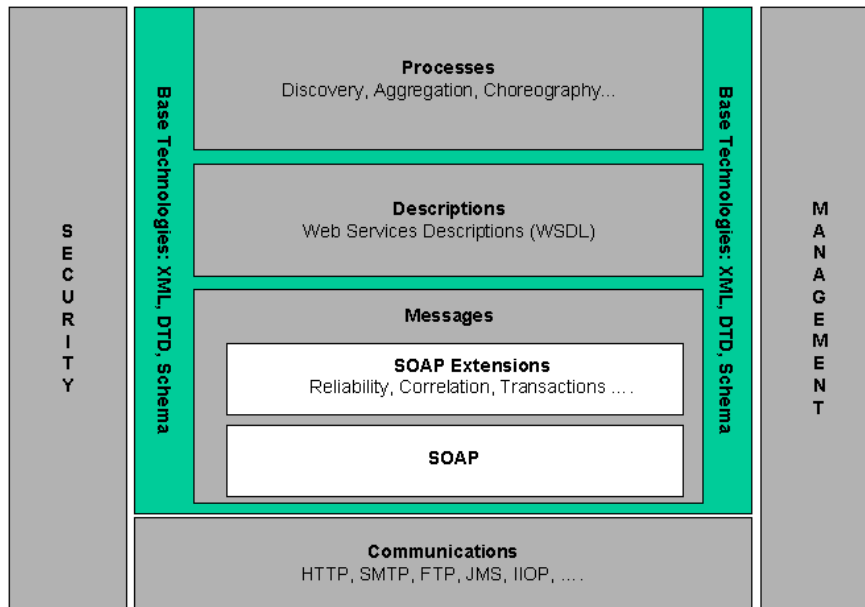 Processes
Discovery, Aggregation, Choreography...
Base Technologies: XML, DTD, Schema
Base Technologies: XML, DTD, Schema
SECURITY
MANAGEMENT
Descriptions
Web Services Descriptions (WSDL)
Messages
SOAP Extensions
Reliability, Correlation, Transactions ....
SOAP
Communications
HTTP, SMTP, FTP, JMS, IIOP, ....